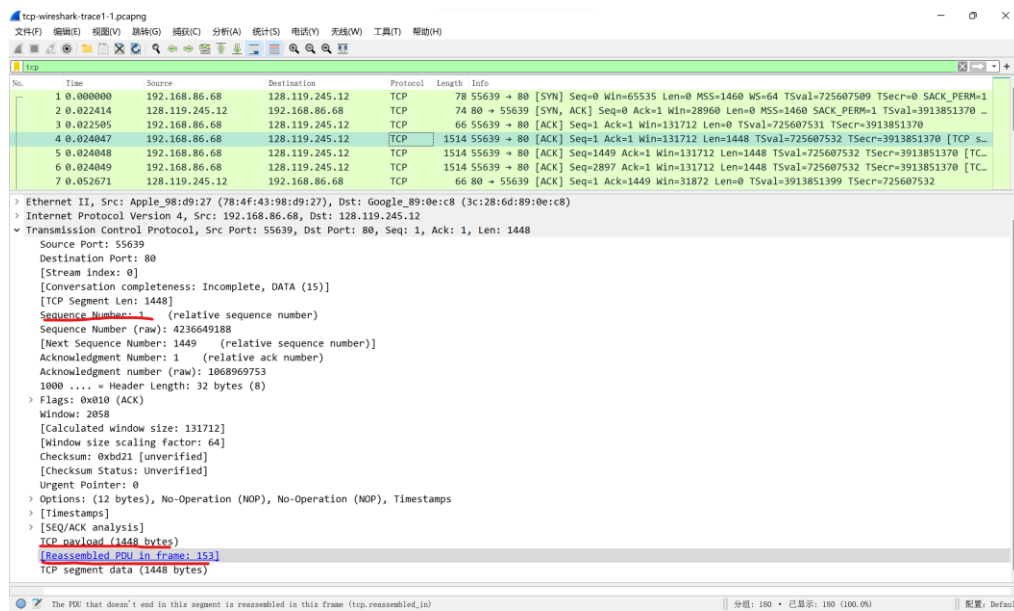 tcp-wireshark-trace1-1.pcapng
文件(F) 编辑(E) 视图(V) 跳转(G) 捕获(C) 分析(A) 统计(S) 电话(Y) 无线(W) 工具(T) 帮助(H)
tcp
No. Time Source Destination Protocol Length Info
1 0.000000 192.168.86.68 128.119.245.12 TCP 78 55639 → 80 [SYN] Seq=0 Win=65535 Len=0 MSS=1460 WS=64 TSval=725607509 TSecr=0 SACK_PERM=1
2 0.022414 128.119.245.12 192.168.86.68 TCP 74 80 → 55639 [SYN, ACK] Seq=0 Ack=1 Win=28960 Len=0 MSS=1460 SACK_PERM=1 TSval=3913851370 …
3 0.022505 192.168.86.68 128.119.245.12 TCP 66 55639 → 80 [ACK] Seq=1 Ack=1 Win=131712 Len=0 TSval=725607531 TSecr=3913851370
4 0.024047 192.168.86.68 128.119.245.12 TCP 1514 55639 → 80 [ACK] Seq=1 Ack=1 Win=131712 Len=1448 TSval=725607532 TSecr=3913851370 [TCP s…
5 0.024048 192.168.86.68 128.119.245.12 TCP 1514 55639 → 80 [ACK] Seq=1449 Ack=1 Win=131712 Len=1448 TSval=725607532 TSecr=3913851370 [TC…
6 0.024049 192.168.86.68 128.119.245.12 TCP 1514 55639 → 80 [ACK] Seq=2897 Ack=1 Win=131712 Len=1448 TSval=725607532 TSecr=3913851370 [TC…
7 0.052671 128.119.245.12 192.168.86.68 TCP 66 80 → 55639 [ACK] Seq=1 Ack=1449 Win=31872 Len=0 TSval=3913851399 TSecr=725607532
Ethernet II, Src: Apple_98:d9:27 (78:4f:43:98:d9:27), Dst: Google_89:0e:c8 (3c:28:6d:89:0e:c8)
Internet Protocol Version 4, Src: 192.168.86.68, Dst: 128.119.245.12
Transmission Control Protocol, Src Port: 55639, Dst Port: 80, Seq: 1, Ack: 1, Len: 1448
Source Port: 55639
Destination Port: 80
[Stream index: 0]
[Conversation completeness: Incomplete, DATA (15)]
[TCP Segment Len: 1448]
Sequence Number: 1 (relative sequence number)
Sequence Number (raw): 4236649188
[Next Sequence Number: 1449 (relative sequence number)]
Acknowledgment Number: 1 (relative ack number)
Acknowledgment number (raw): 1068969753
1000 .... = Header Length: 32 bytes (8)
Flags: 0x010 (ACK)
Window: 2058
[Calculated window size: 131712]
[Window size scaling factor: 64]
Checksum: 0xbd21 [unverified]
[Checksum Status: Unverified]
Urgent Pointer: 0
Options: (12 bytes), No-Operation (NOP), No-Operation (NOP), Timestamps
[Timestamps]
[SEQ/ACK analysis]
TCP payload (1448 bytes)
[Reassembled PDU in frame: 153]
TCP segment data (1448 bytes)
The PDU that doesn't end in this segment is reassembled in this frame (tcp.reassembled_in)
分组: 180 • 已显示: 180 (100.0%)
配置: Defau